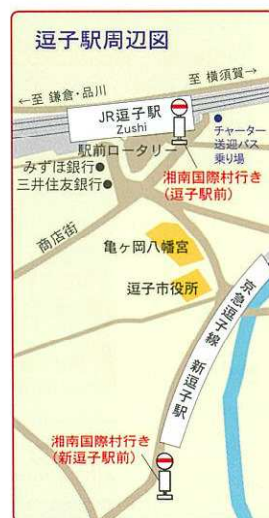 逗子駅周辺図
←至 鎌倉・品川
至 横須賀→
JR逗子駅
Zushi
駅前ロータリー
みずほ銀行
三井住友銀行
チャーター
送迎バス
乗り場
湘南国際村行き
(逗子駅前)
商店街
亀ヶ岡八幡宮
逗子市役所
京急逗子線 新逗子駅
湘南国際村行き
(新逗子駅前)